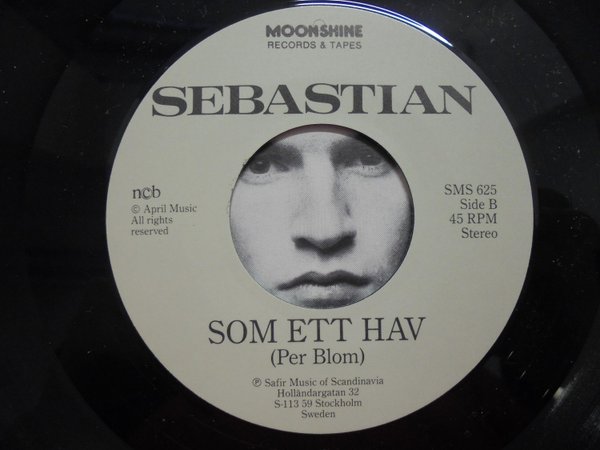 MOONSHINE
RECORDS & TAPES
SEBASTIAN
ncb
© April Music
All rights
reserved
SMS 625
Side B
45 RPM
Stereo
SOM ETT HAV
(Per Blom)
℗ Safir Music of Scandinavia
Holländargatan 32
S-113 59 Stockholm
Sweden